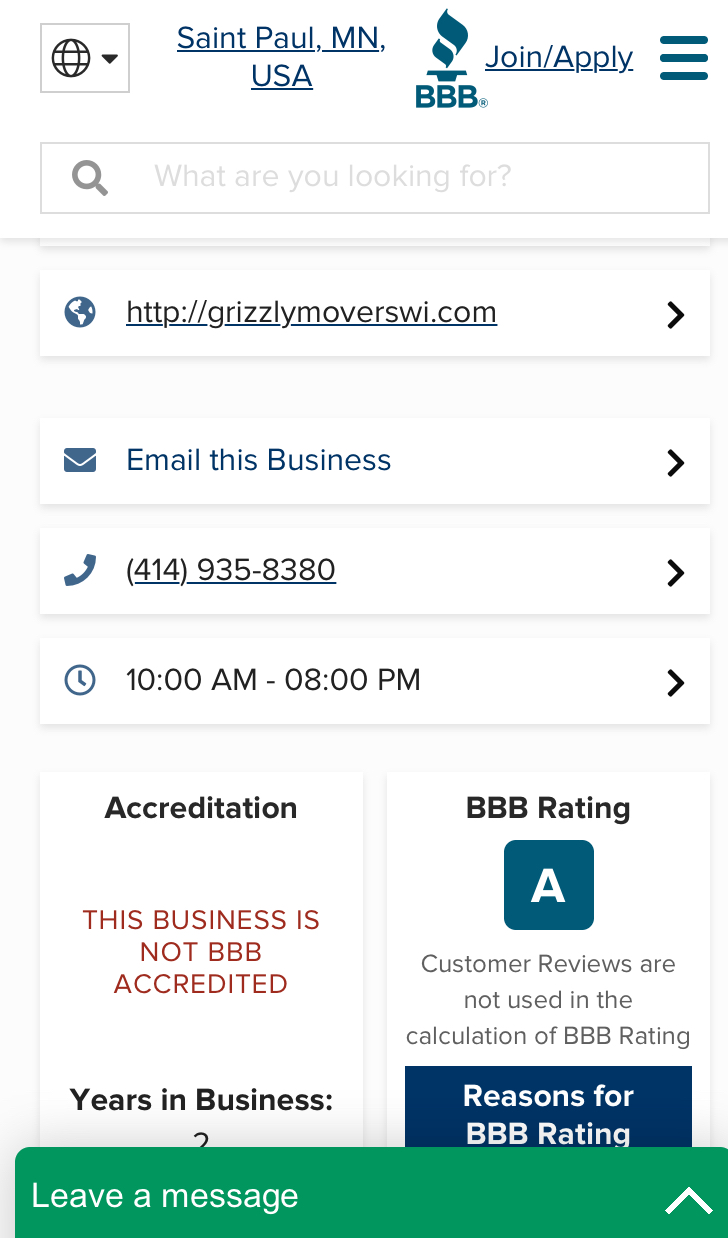 Saint Paul, MN,
USA
BBB®
Join/Apply
What are you looking for?
http://grizzlymoverswi.com
Email this Business
(414) 935-8380
10:00 AM - 08:00 PM
Accreditation
THIS BUSINESS IS
NOT BBB
ACCREDITED
Years in Business:
2
BBB Rating
A
Customer Reviews are
not used in the
calculation of BBB Rating
Reasons for
BBB Rating
Leave a message